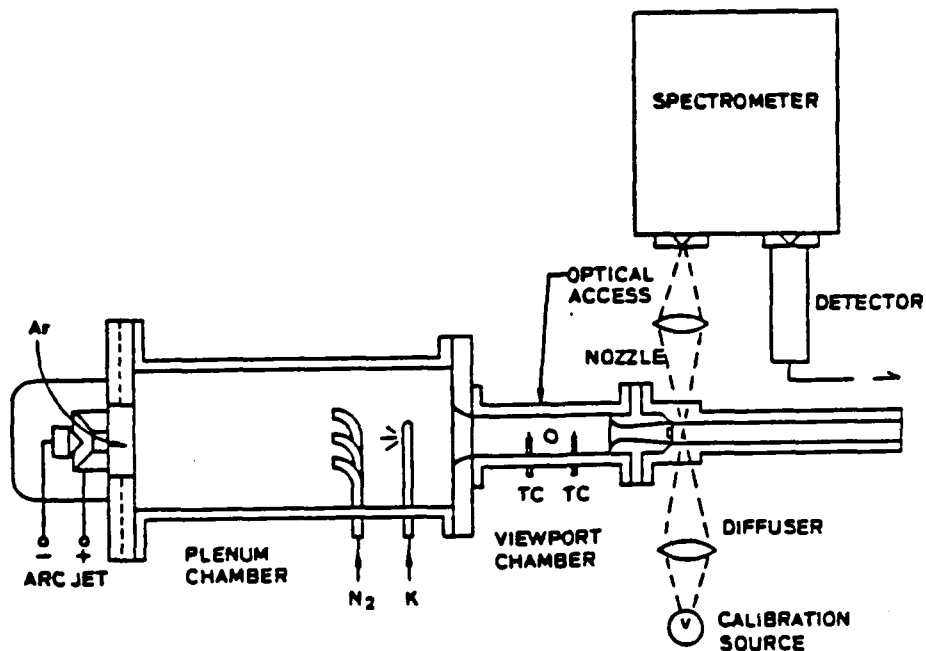 SPECTROMETER
OPTICAL
ACCESS
DETECTOR
Ar
NOZZLE
TC TC
DIFFUSER
VIEWPORT
CHAMBER
PLENUM
CHAMBER
- +
ARC JET
N₂
K
V
CALIBRATION
SOURCE